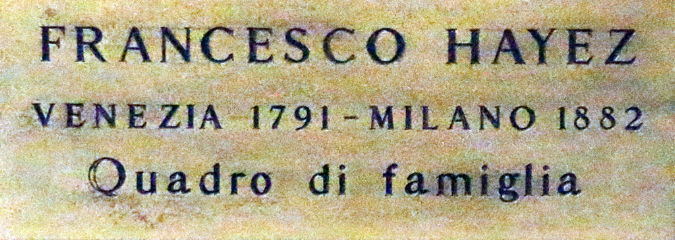 FRANCESCO HAYEZ
VENEZIA 1791 - MILANO 1882
Quadro di famiglia